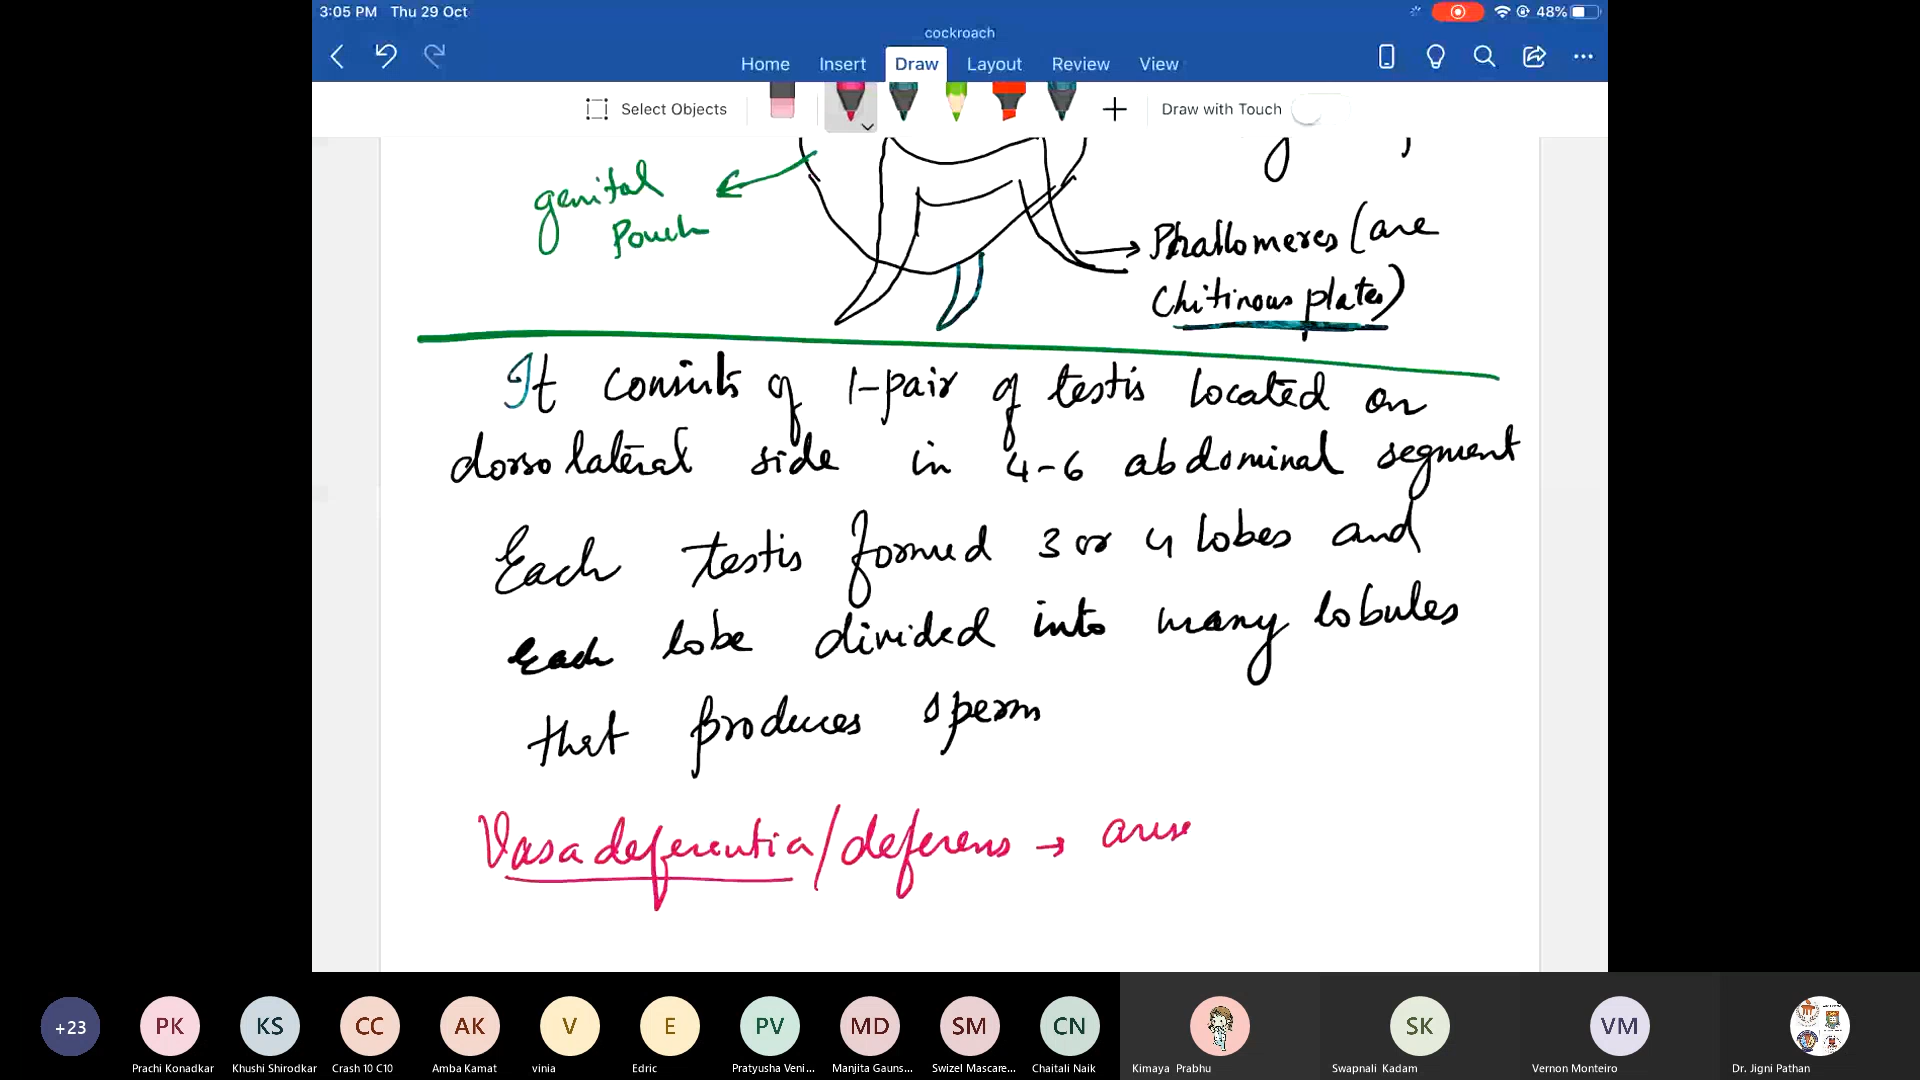 3:05 PM Thu 29 Oct
48%
cockroach
Home Insert Draw Layout Review View
Select Objects
Draw with Touch
genital
Pouch
Phallomeres (are
Chitinous plates)
It consists of 1-pair of testis located on
dorsolateral side in 4-6 abdominal segment
Each testis formed 3 or 4 lobes and
each lobe divided into many lobules
that produces sperm
Vasa deferentia/deferens → arise
+23 PK KS CC AK V E PV MD SM CN SK VM
Prachi Konadkar Khushi Shirodkar Crash 10 C10 Amba Kamat vinia Edric Pratyusha Veni... Manjita Gauns... Swizel Mascare... Chaitali Naik Kimaya Prabhu Swapnali Kadam Vernon Monteiro Dr. Jigni Pathan